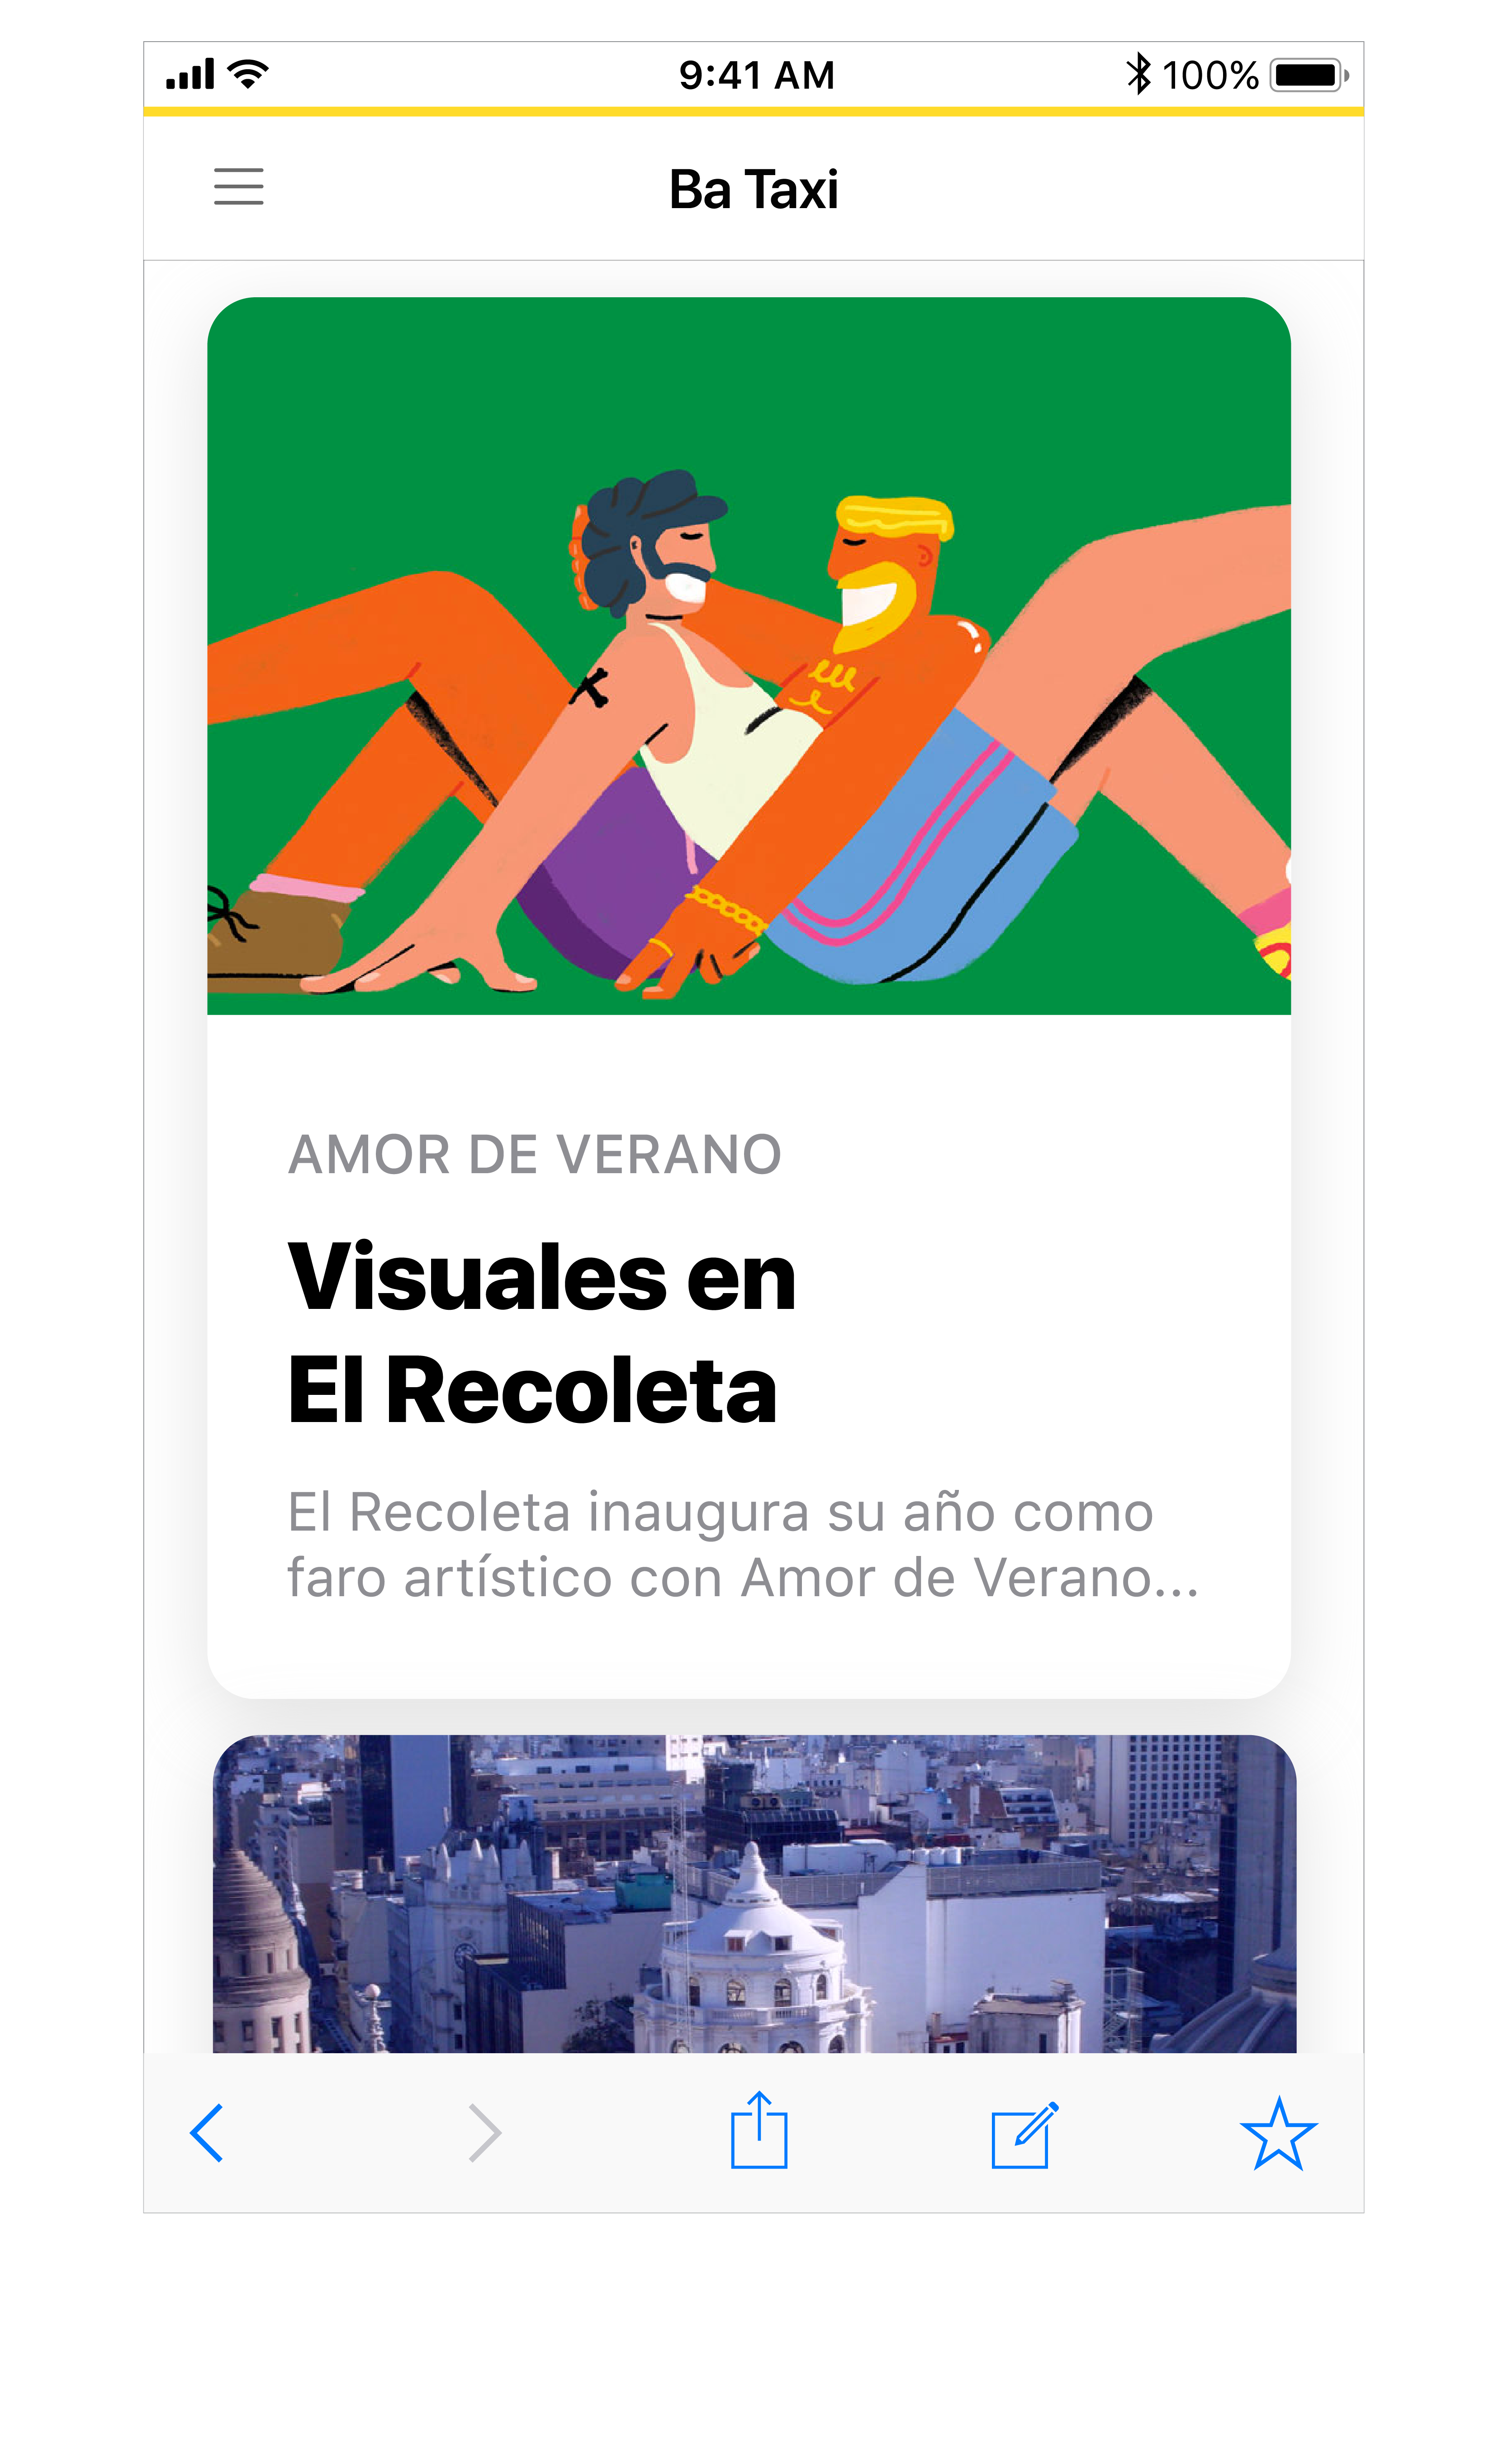 9:41 AM
100%
Ba Taxi
AMOR DE VERANO
Visuales en
El Recoleta
El Recoleta inaugura su año como
faro artístico con Amor de Verano...